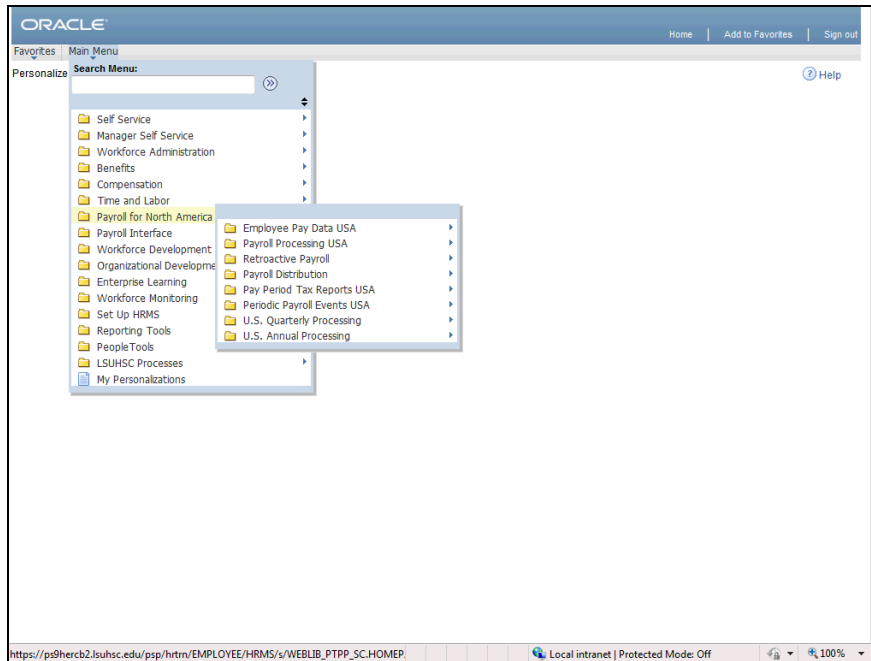 ORACLE
Home | Add to Favorites | Sign out
Favorites Main Menu
Personalize
Search Menu:
Help
Self Service
Manager Self Service
Workforce Administration
Benefits
Compensation
Time and Labor
Payroll for North America
Payroll Interface
Workforce Development
Organizational Developme
Enterprise Learning
Workforce Monitoring
Set Up HRMS
Reporting Tools
PeopleTools
LSUHSC Processes
My Personalizations
Employee Pay Data USA
Payroll Processing USA
Retroactive Payroll
Payroll Distribution
Pay Period Tax Reports USA
Periodic Payroll Events USA
U.S. Quarterly Processing
U.S. Annual Processing
https://ps9hercb2.lsuhsc.edu/psp/hrtrn/EMPLOYEE/HRMS/s/WEBLIB_PTPP_SC.HOMEP.
Local intranet | Protected Mode: Off
100%